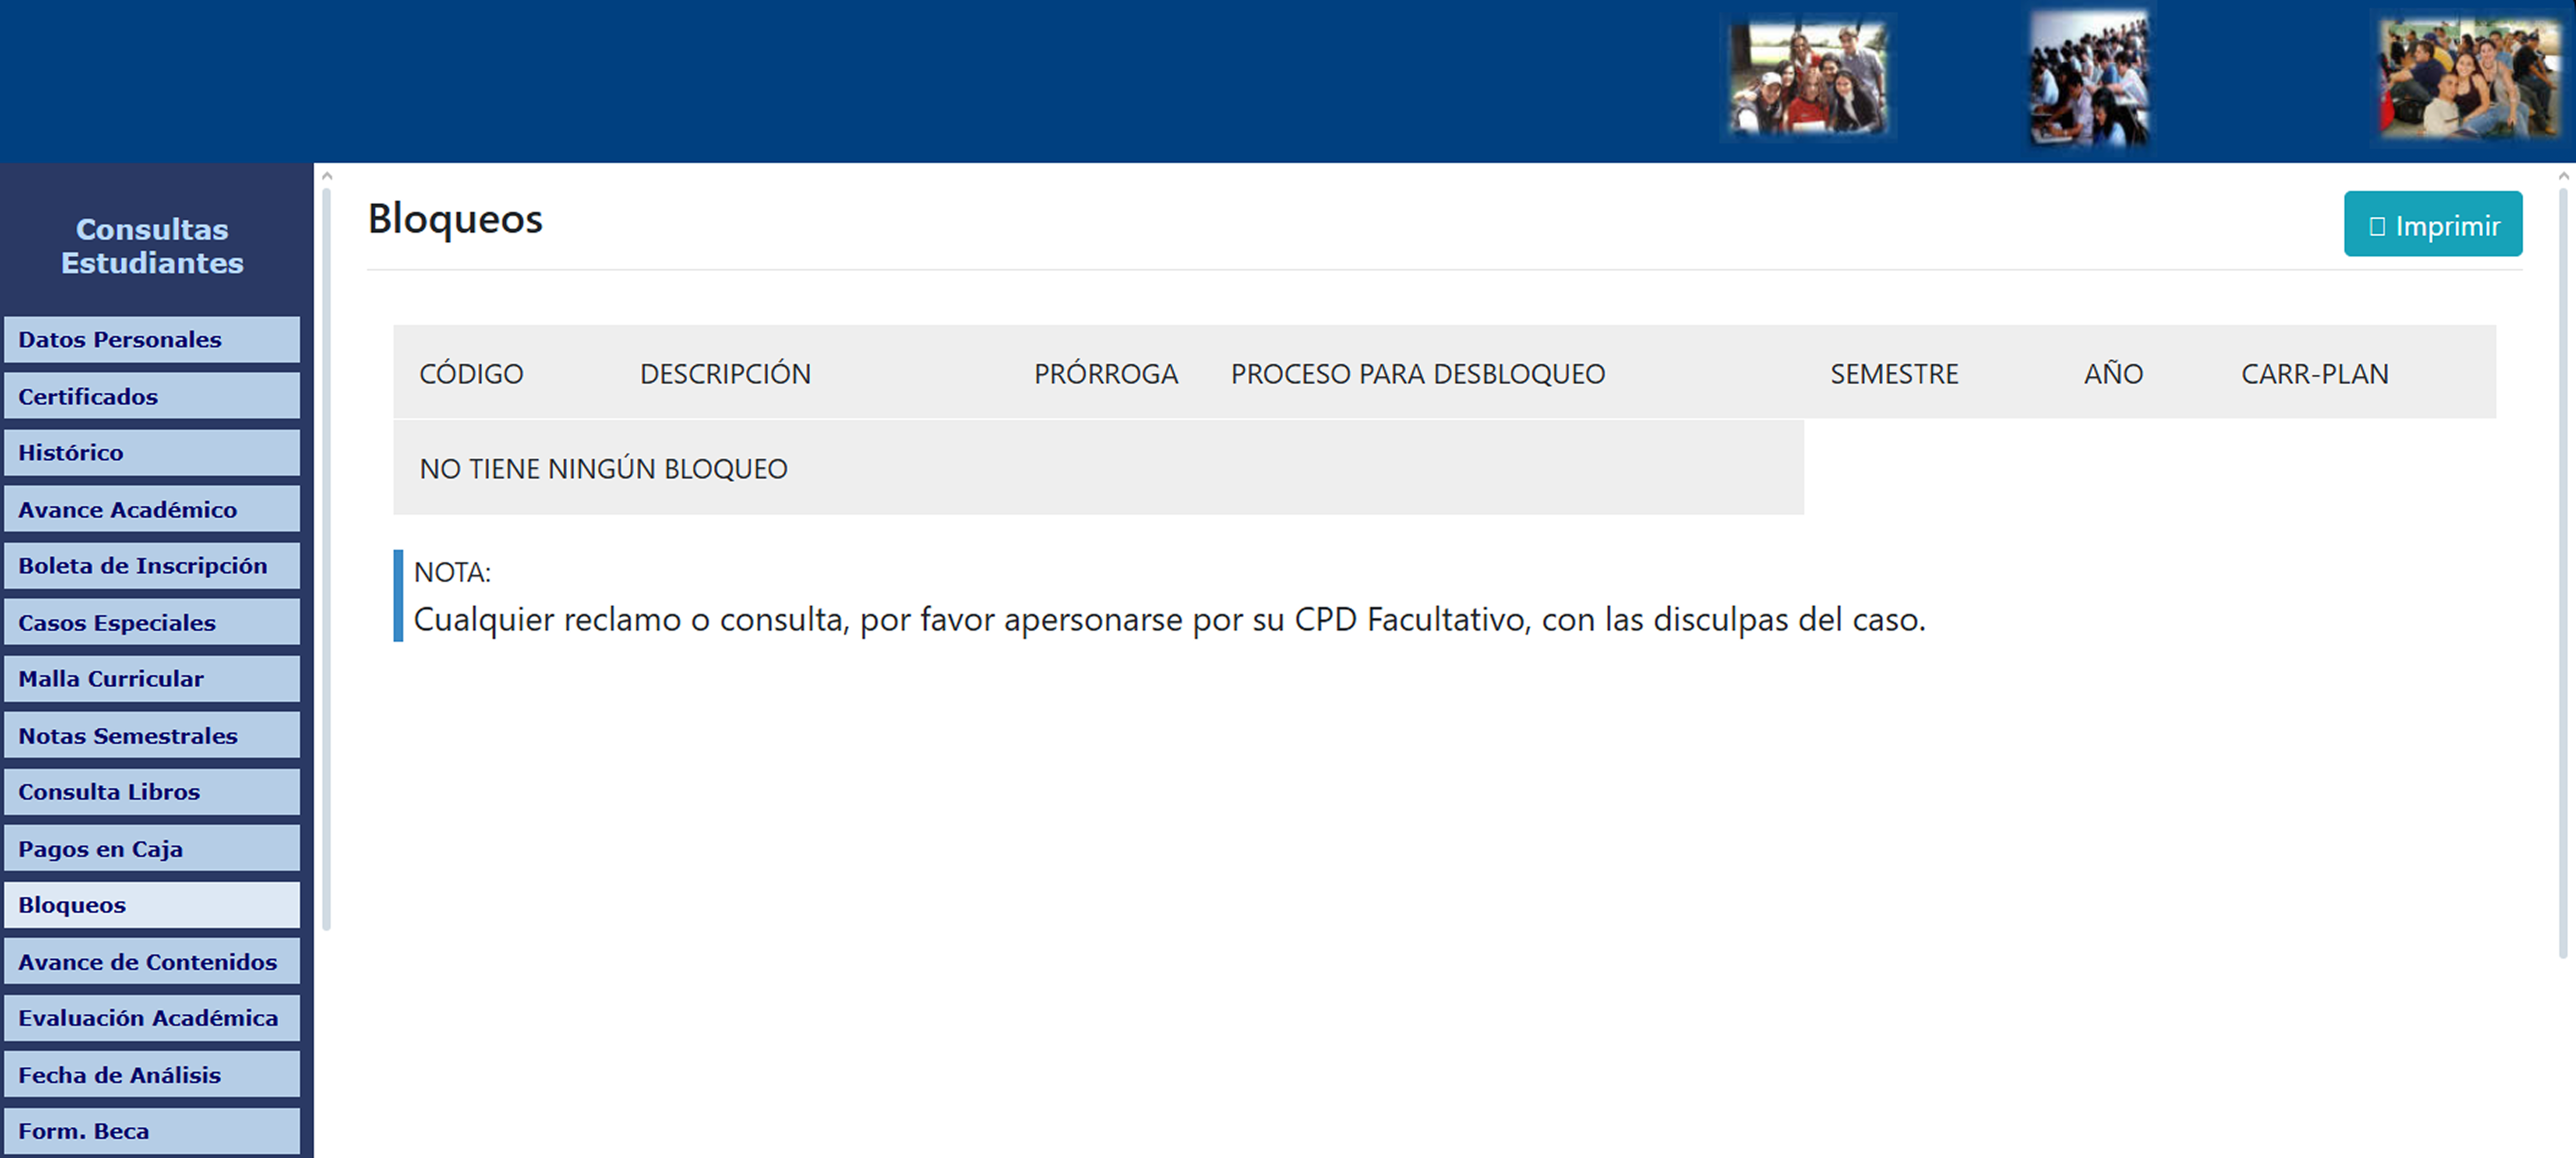 Consultas
Estudiantes
Datos Personales
Certificados
Histórico
Avance Académico
Boleta de Inscripción
Casos Especiales
Malla Curricular
Notas Semestrales
Consulta Libros
Pagos en Caja
Bloqueos
Avance de Contenidos
Evaluación Académica
Fecha de Análisis
Form. Beca
Bloqueos
Imprimir
CÓDIGO DESCRIPCIÓN PRÓRROGA PROCESO PARA DESBLOQUEO SEMESTRE AÑO CARR-PLAN
NO TIENE NINGÚN BLOQUEO
NOTA:
Cualquier reclamo o consulta, por favor apersonarse por su CPD Facultativo, con las disculpas del caso.